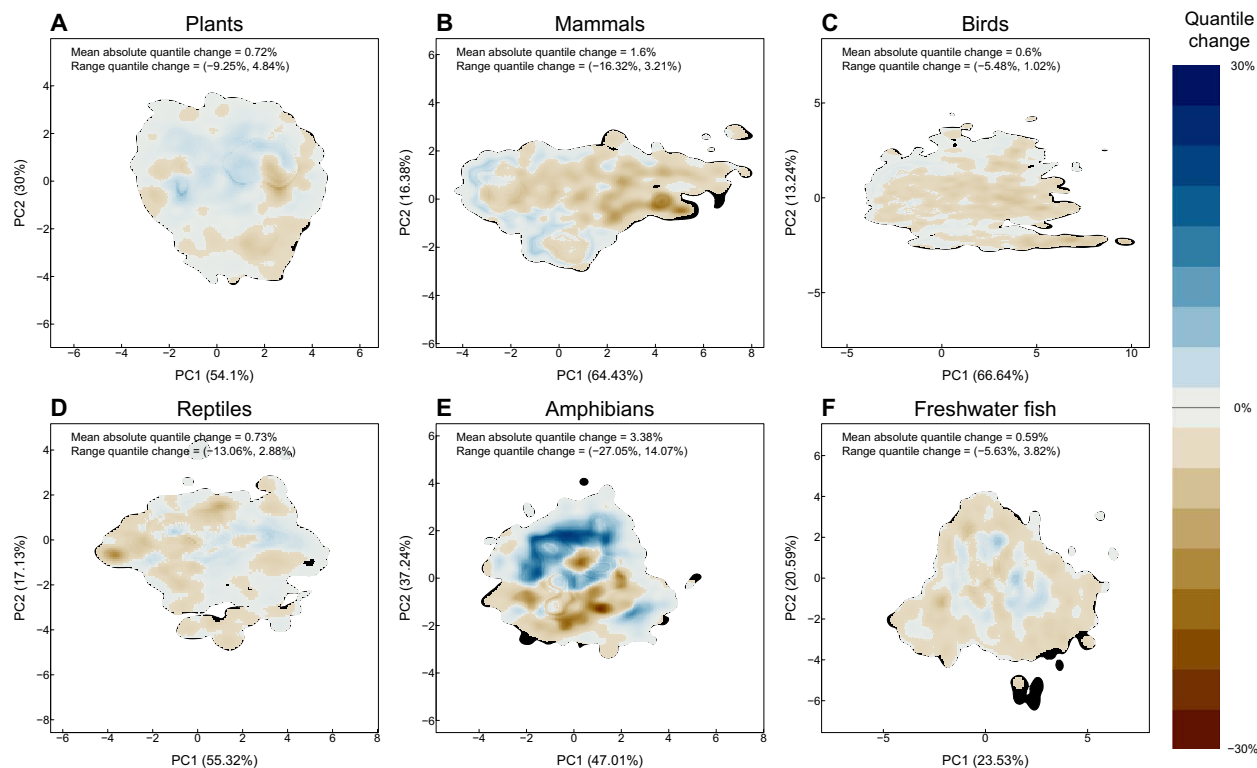 A Plants
Mean absolute quantile change = 0.72%
Range quantile change = (−9.25%, 4.84%)
4
2
0
−2
−4
−6
PC2 (30%)
−6 −4 −2 0 2 4 6
PC1 (54.1%)
B Mammals
Mean absolute quantile change = 1.6%
Range quantile change = (−16.32%, 3.21%)
6
4
2
0
−2
−4
−6
PC2 (16.38%)
−4 −2 0 2 4 6 8
PC1 (64.43%)
C Birds
Mean absolute quantile change = 0.6%
Range quantile change = (−5.48%, 1.02%)
5
0
−5
PC2 (13.24%)
−5 0 5 10
PC1 (66.64%)
Quantile
change
30%
0%
−30%
D Reptiles
Mean absolute quantile change = 0.73%
Range quantile change = (−13.06%, 2.88%)
4
2
0
−2
−4
−6
−8
PC2 (17.13%)
−6 −4 −2 0 2 4 6 8
PC1 (55.32%)
E Amphibians
Mean absolute quantile change = 3.38%
Range quantile change = (−27.05%, 14.07%)
6
4
2
0
−2
−4
−6
PC2 (37.24%)
−4 −2 0 2 4 6 8
PC1 (47.01%)
F Freshwater fish
Mean absolute quantile change = 0.59%
Range quantile change = (−5.63%, 3.82%)
6
4
2
0
−2
−4
−6
PC2 (20.59%)
−5 0 5
PC1 (23.53%)